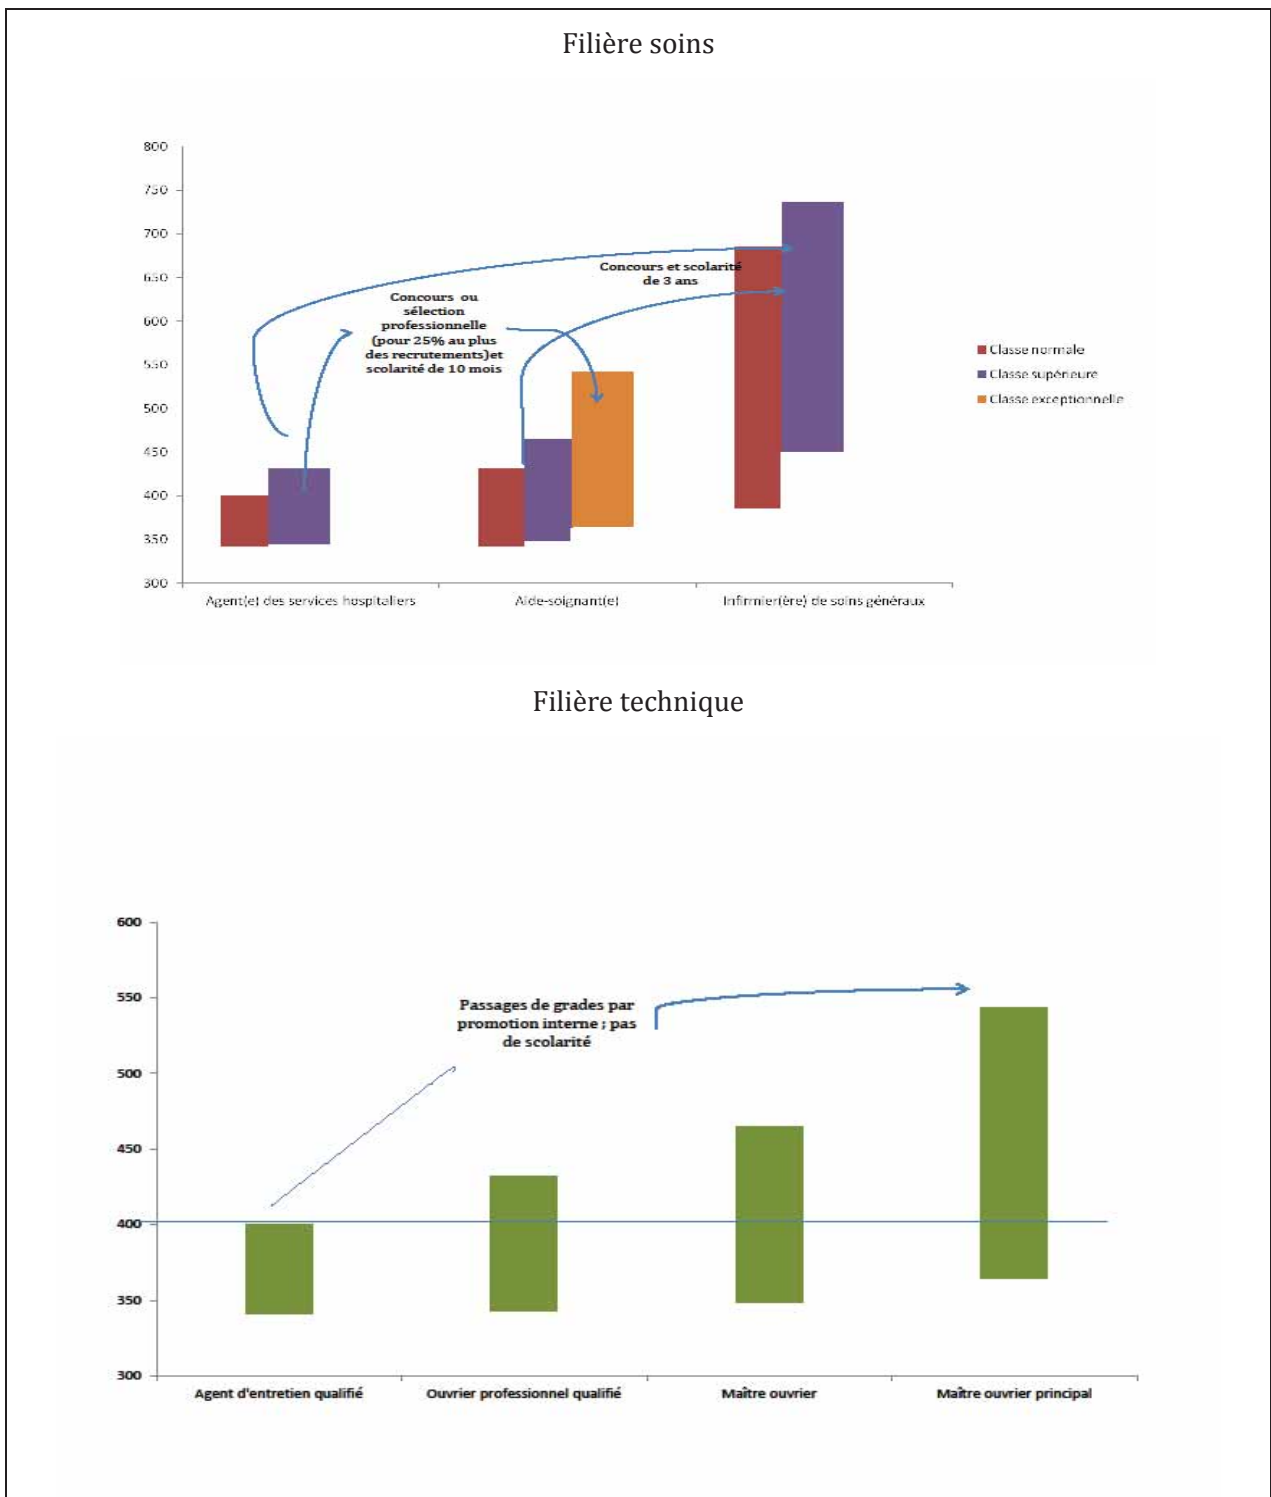 Filière soins
800
750
700
650
600
550
500
450
400
350
300
Concours et scolarité
de 3 ans
Concours ou
sélection
professionnelle
(pour 25% au plus
des recrutements)et
scolarité de 10 mois
Classe normale
Classe supérieure
Classe exceptionnelle
Agent(e) des services hospitaliers
Aide-soignant(e)
Infirmier(ère) de soins généraux
Filière technique
600
550
500
450
400
350
300
Passages de grades par
promotion interne ; pas
de scolarité
Agent d'entretien qualifié
Ouvrier professionnel qualifié
Maître ouvrier
Maître ouvrier principal